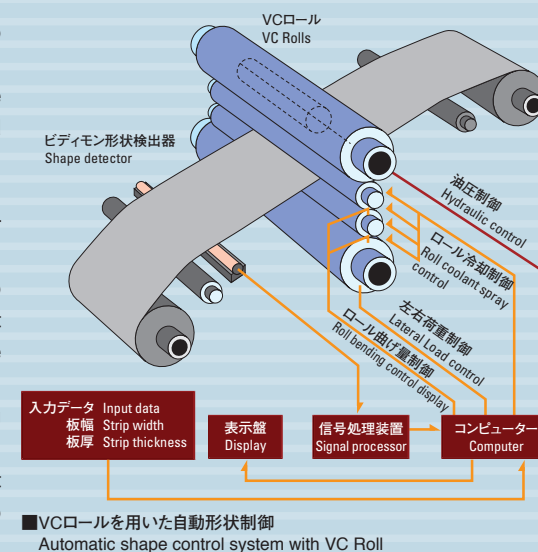 VCロール
VC Rolls
ビディモン形状検出器
Shape detector
油圧制御
Hydraulic control
ロール冷却制御
Roll coolant spray
control
左右荷重制御
Lateral Load control
ロール曲げ量制御
Roll bending control display
入力データ Input data
板幅 Strip width
板厚 Strip thickness
表示盤
Display
信号処理装置
Signal processor
コンピューター
Computer
■VCロールを用いた自動形状制御
Automatic shape control system with VC Roll